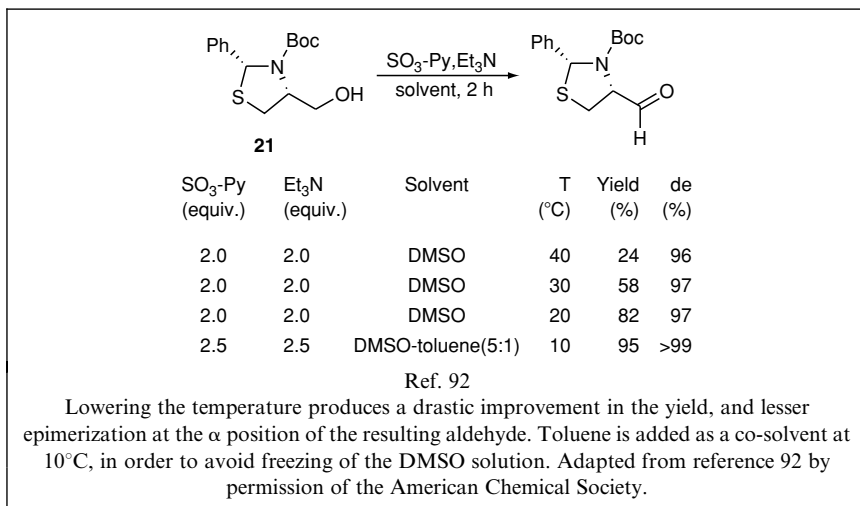 Ph
Boc
N
S
OH
21
SO3-Py,Et3N
solvent, 2 h
Ph
Boc
N
S
O
H
SO3-Py Et3N Solvent T Yield de
(equiv.) (equiv.) (°C) (%) (%)
2.0 2.0 DMSO 40 24 96
2.0 2.0 DMSO 30 58 97
2.0 2.0 DMSO 20 82 97
2.5 2.5 DMSO-toluene(5:1) 10 95 >99
Ref. 92
Lowering the temperature produces a drastic improvement in the yield, and lesser
epimerization at the α position of the resulting aldehyde. Toluene is added as a co-solvent at
10°C, in order to avoid freezing of the DMSO solution. Adapted from reference 92 by
permission of the American Chemical Society.